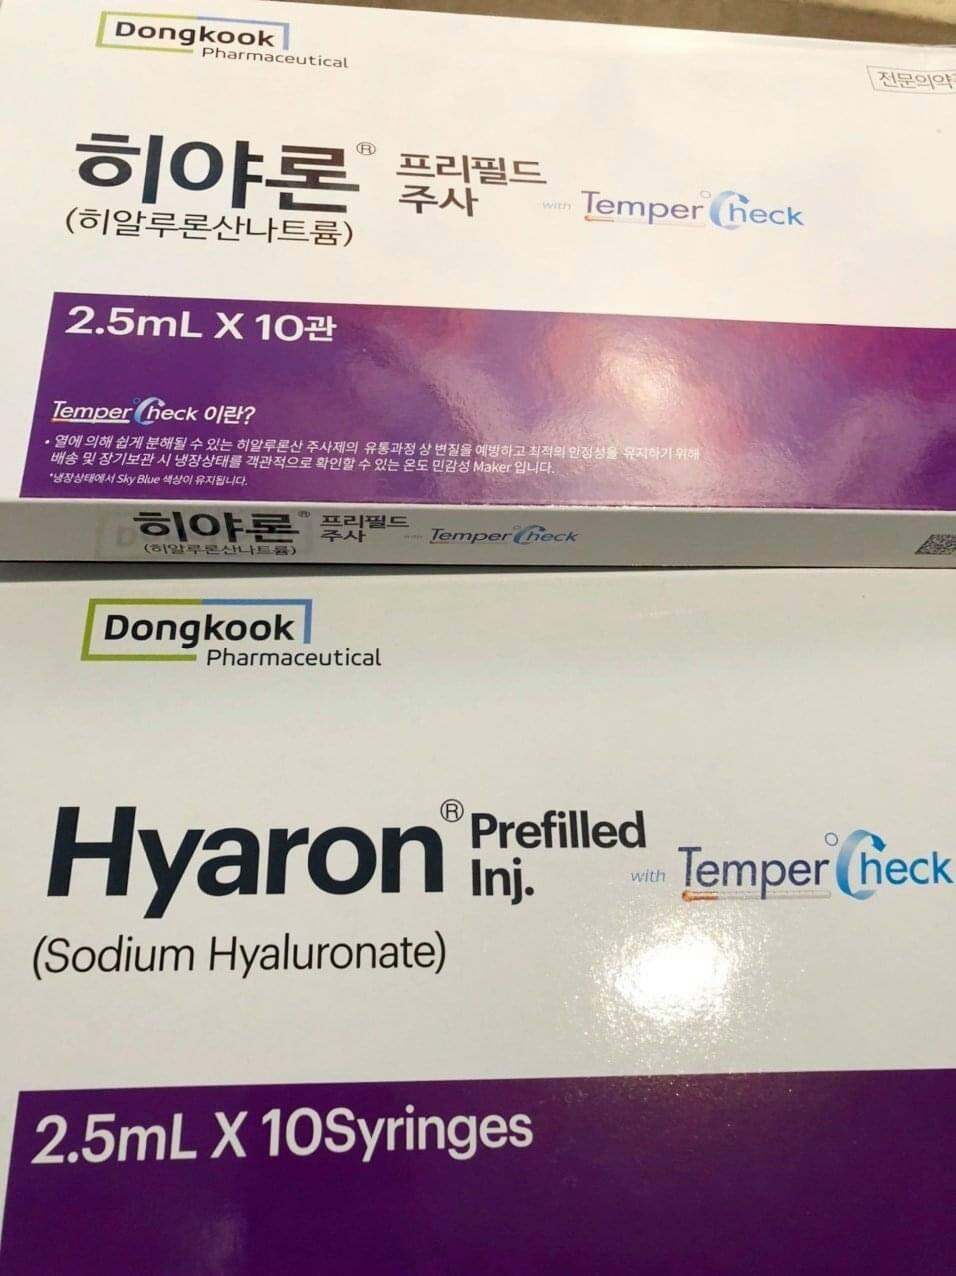 Dongkook
Pharmaceutical
전문의약
히야론® 프리필드
주사 with Temper°Check
(히알루론산나트륨)
2.5mL X 10관
Temper°Check 이란?
• 열에 의해 쉽게 분해될 수 있는 히알루론산 주사제의 유통과정 상 변질을 예방하고 최적의 안정성을 유지하기 위해
배송 및 장기보관 시 냉장상태를 객관적으로 확인할 수 있는 온도 민감성 Maker 입니다.
*냉장상태에서 Sky Blue 색상이 유지됩니다.
히야론® 프리필드
주사 with Temper°Check
(히알루론산나트륨)
Dongkook
Pharmaceutical
Hyaron® Prefilled
Inj. with Temper°Check
(Sodium Hyaluronate)
2.5mL X 10Syringes